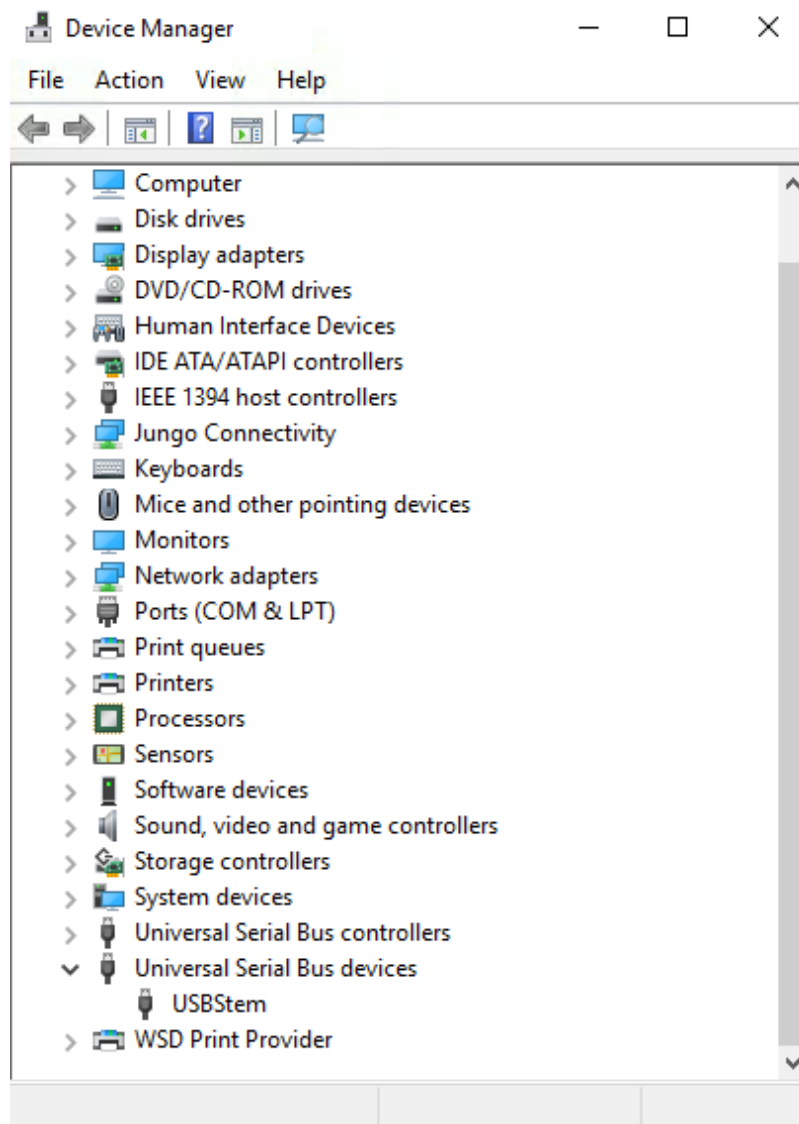 Device Manager
File Action View Help
Computer
Disk drives
Display adapters
DVD/CD-ROM drives
Human Interface Devices
IDE ATA/ATAPI controllers
IEEE 1394 host controllers
Jungo Connectivity
Keyboards
Mice and other pointing devices
Monitors
Network adapters
Ports (COM & LPT)
Print queues
Printers
Processors
Sensors
Software devices
Sound, video and game controllers
Storage controllers
System devices
Universal Serial Bus controllers
Universal Serial Bus devices
USBStem
WSD Print Provider